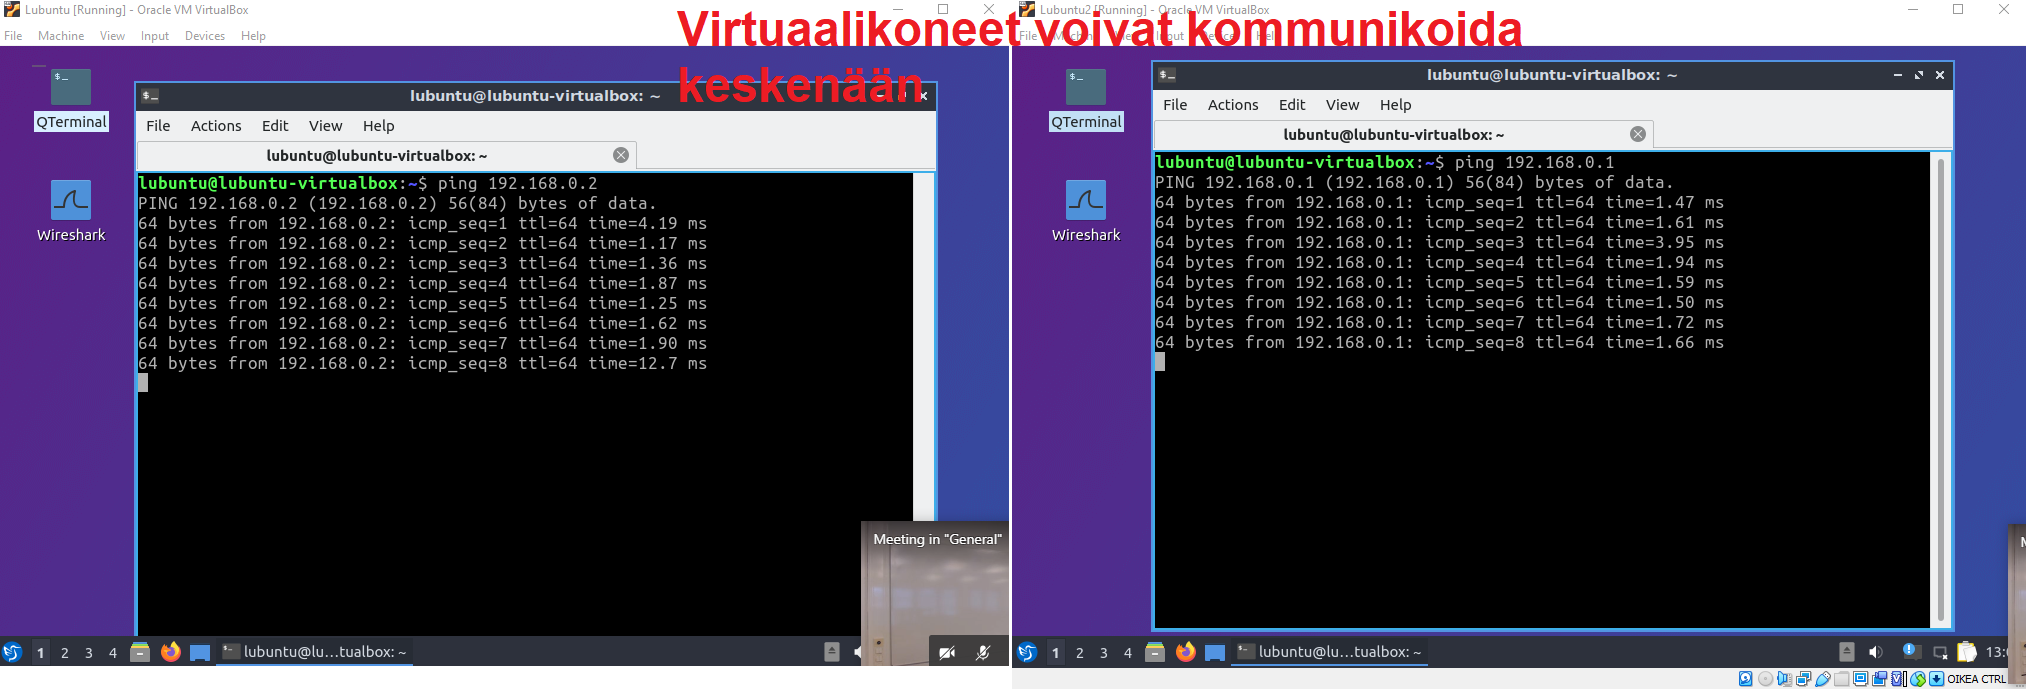 Virtuaalikoneet voivat kommunikoida
keskenään
Lubuntu [Running] - Oracle VM VirtualBox
File Machine View Input Devices Help
QTerminal
Wireshark
lubuntu@lubuntu-virtualbox: ~
File Actions Edit View Help
lubuntu@lubuntu-virtualbox: ~
lubuntu@lubuntu-virtualbox:~$ ping 192.168.0.2
PING 192.168.0.2 (192.168.0.2) 56(84) bytes of data.
64 bytes from 192.168.0.2: icmp_seq=1 ttl=64 time=4.19 ms
64 bytes from 192.168.0.2: icmp_seq=2 ttl=64 time=1.17 ms
64 bytes from 192.168.0.2: icmp_seq=3 ttl=64 time=1.36 ms
64 bytes from 192.168.0.2: icmp_seq=4 ttl=64 time=1.87 ms
64 bytes from 192.168.0.2: icmp_seq=5 ttl=64 time=1.25 ms
64 bytes from 192.168.0.2: icmp_seq=6 ttl=64 time=1.62 ms
64 bytes from 192.168.0.2: icmp_seq=7 ttl=64 time=1.90 ms
64 bytes from 192.168.0.2: icmp_seq=8 ttl=64 time=12.7 ms
Meeting in "General"
1 2 3 4 lubuntu@lu...tualbox: ~
Lubuntu2 [Running] - Oracle VM VirtualBox
File Machine View Input Devices Help
QTerminal
Wireshark
lubuntu@lubuntu-virtualbox: ~
File Actions Edit View Help
lubuntu@lubuntu-virtualbox: ~
lubuntu@lubuntu-virtualbox:~$ ping 192.168.0.1
PING 192.168.0.1 (192.168.0.1) 56(84) bytes of data.
64 bytes from 192.168.0.1: icmp_seq=1 ttl=64 time=1.47 ms
64 bytes from 192.168.0.1: icmp_seq=2 ttl=64 time=1.61 ms
64 bytes from 192.168.0.1: icmp_seq=3 ttl=64 time=3.95 ms
64 bytes from 192.168.0.1: icmp_seq=4 ttl=64 time=1.94 ms
64 bytes from 192.168.0.1: icmp_seq=5 ttl=64 time=1.59 ms
64 bytes from 192.168.0.1: icmp_seq=6 ttl=64 time=1.50 ms
64 bytes from 192.168.0.1: icmp_seq=7 ttl=64 time=1.72 ms
64 bytes from 192.168.0.1: icmp_seq=8 ttl=64 time=1.66 ms
1 2 3 4 lubuntu@lu...tualbox: ~ 13:
OIKEA CTRL